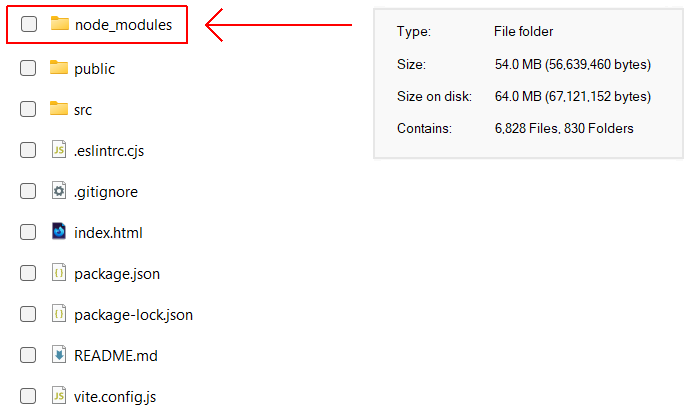 node_modules
public
src
.eslintrc.cjs
.gitignore
index.html
package.json
package-lock.json
README.md
vite.config.js
Type: File folder
Size: 54.0 MB (56,639,460 bytes)
Size on disk: 64.0 MB (67,121,152 bytes)
Contains: 6,828 Files, 830 Folders